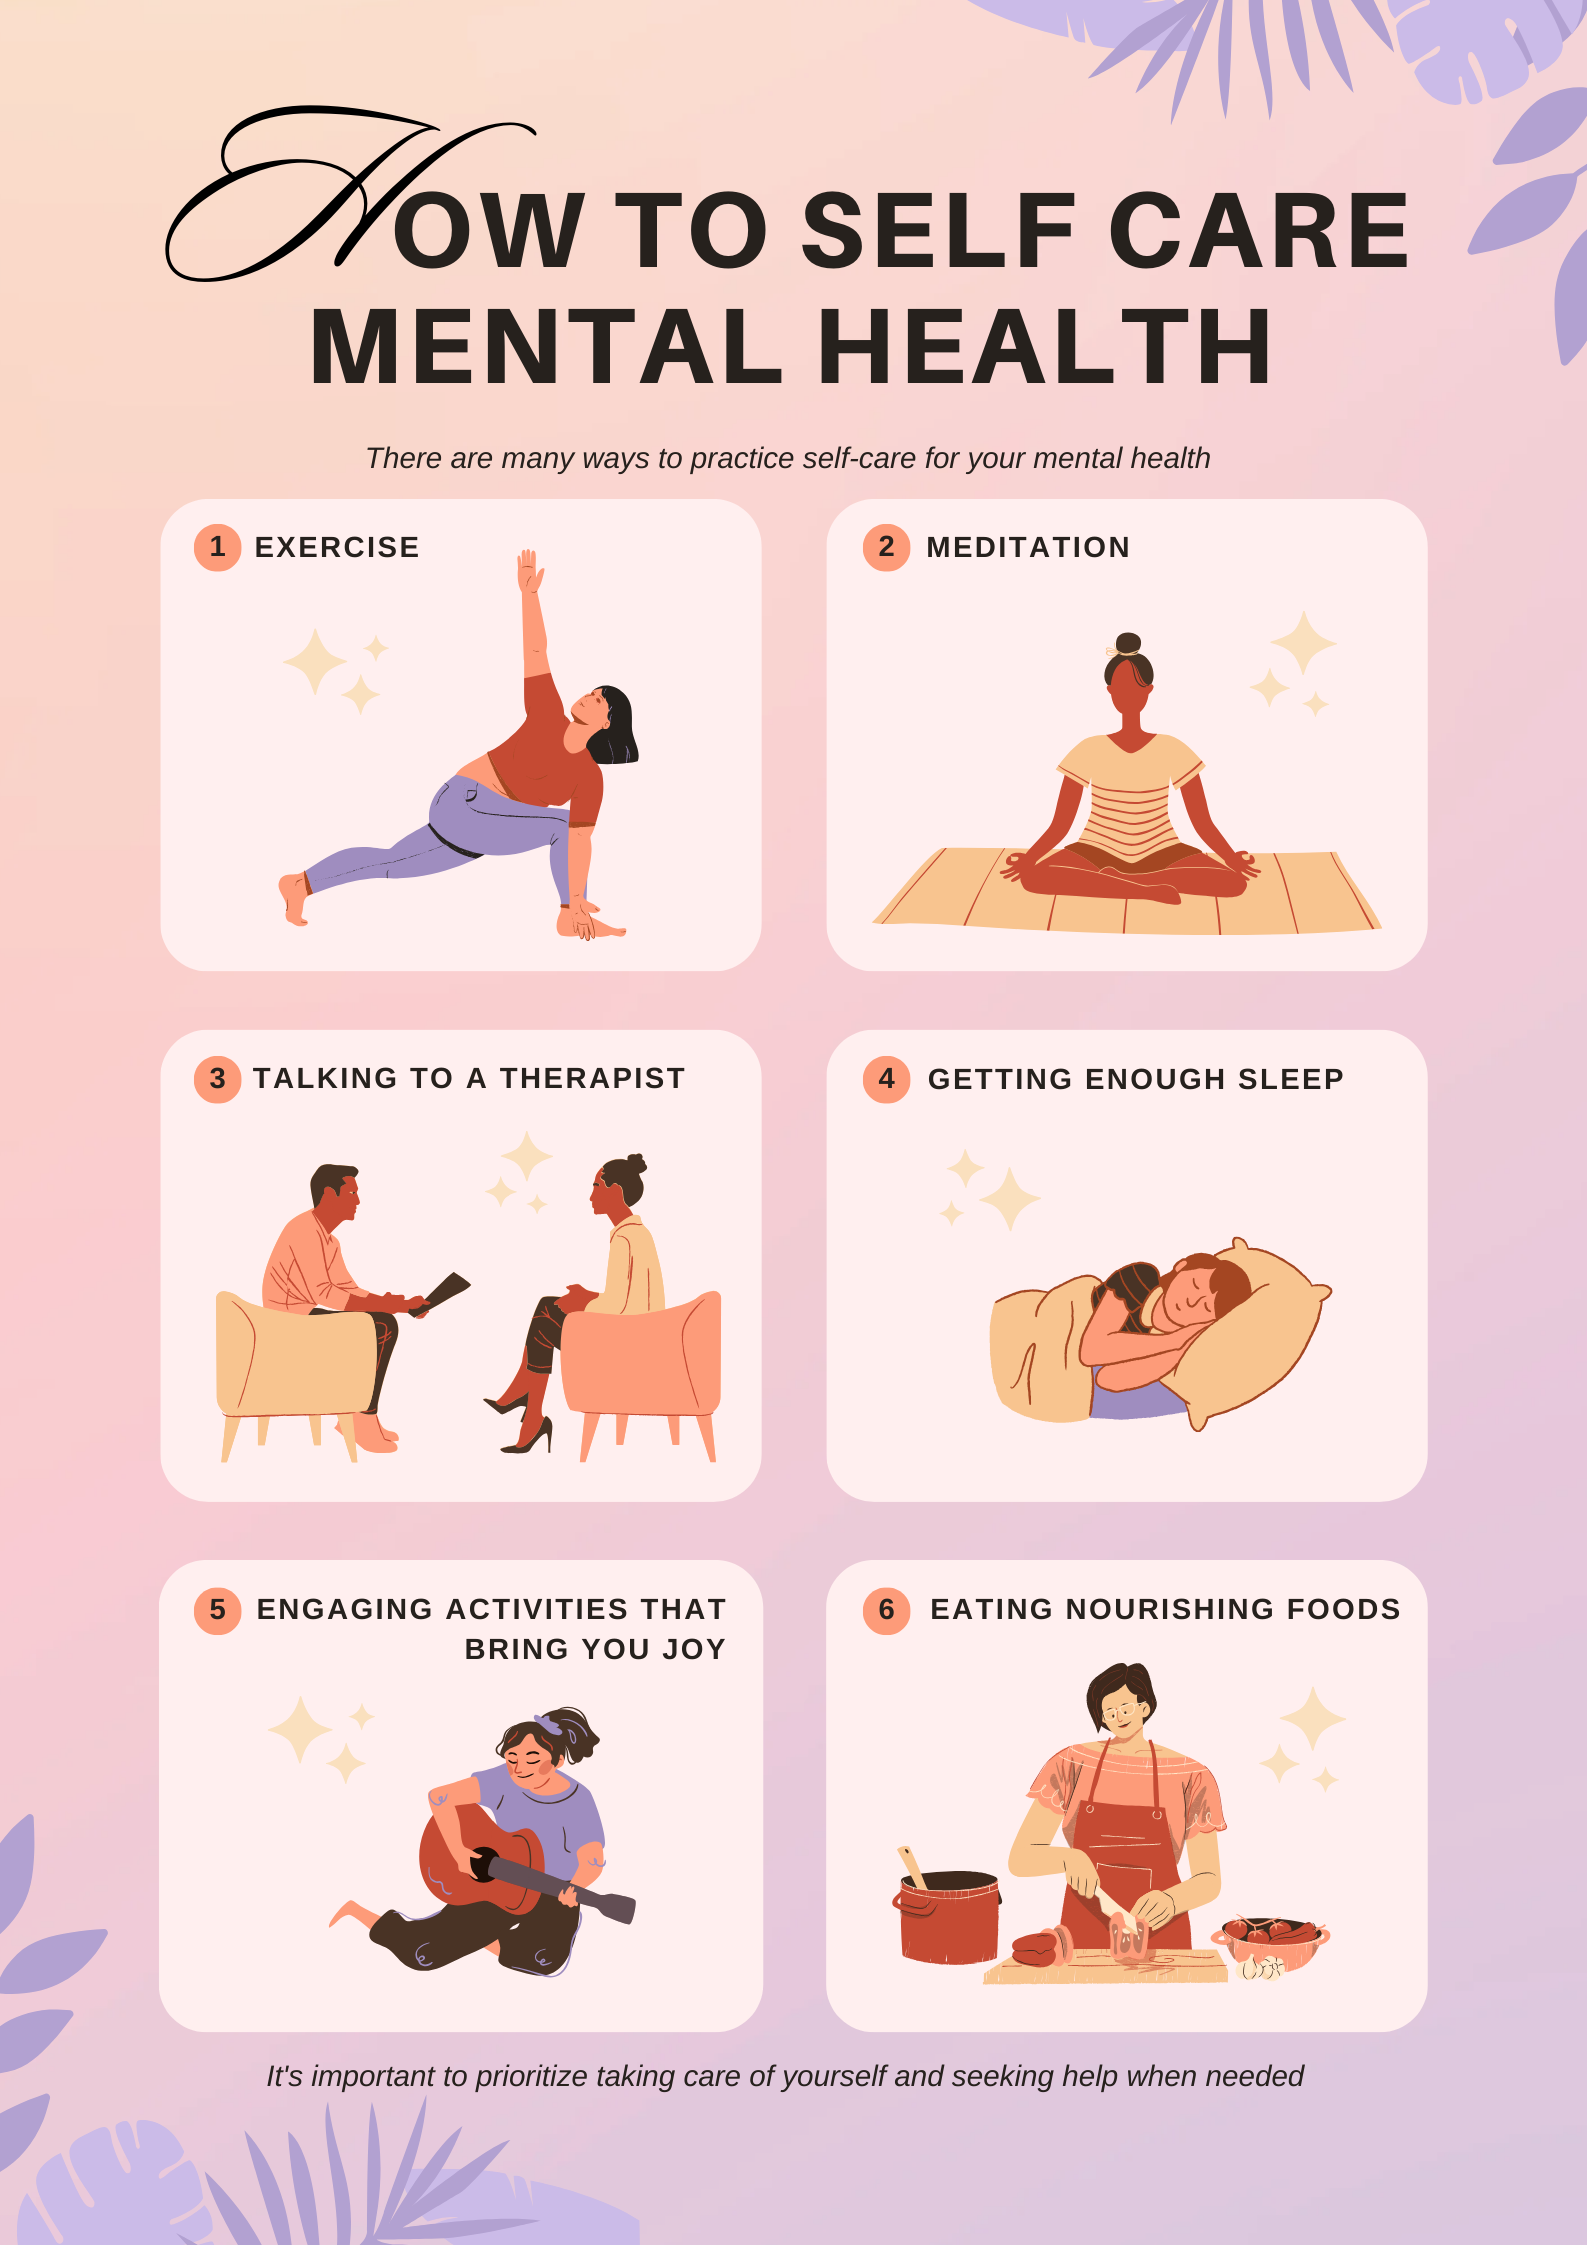 HOW TO SELF CARE
MENTAL HEALTH
There are many ways to practice self-care for your mental health
1 EXERCISE
2 MEDITATION
3 TALKING TO A THERAPIST
4 GETTING ENOUGH SLEEP
5 ENGAGING ACTIVITIES THAT
BRING YOU JOY
6 EATING NOURISHING FOODS
It's important to prioritize taking care of yourself and seeking help when needed